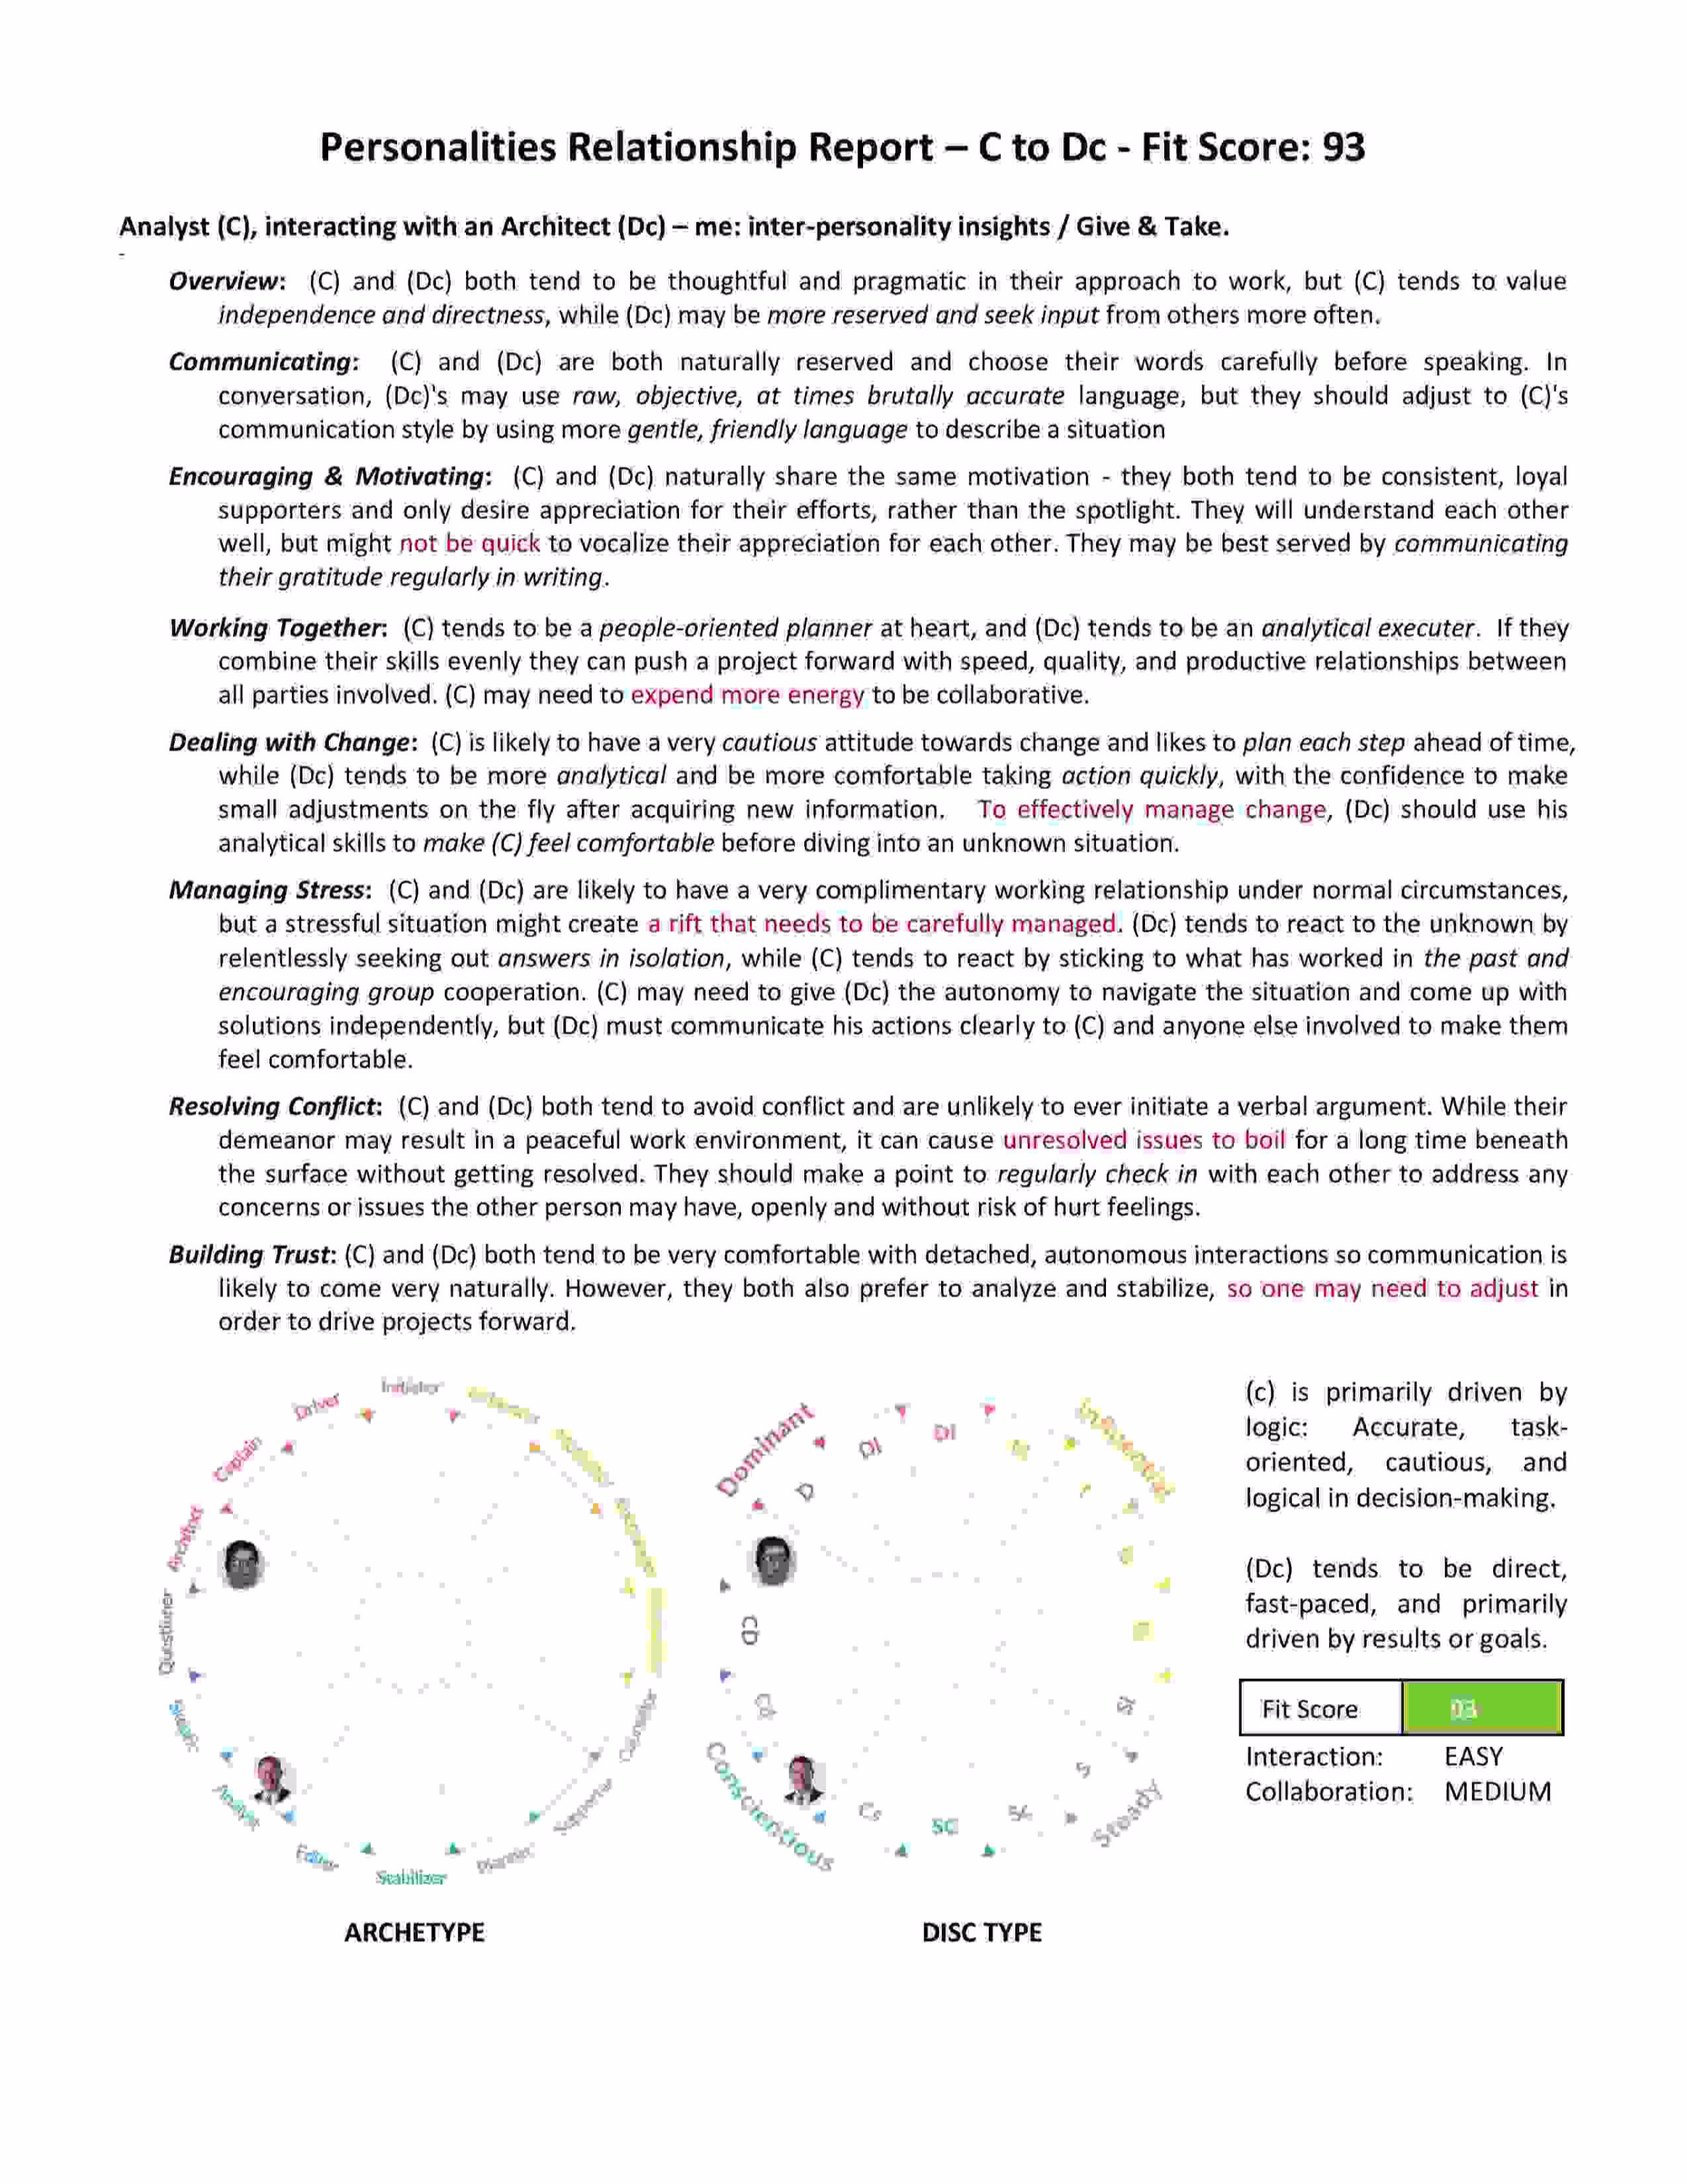 Personalities Relationship Report – C to Dc - Fit Score: 93
Analyst (C), interacting with an Architect (Dc) – me: inter-personality insights / Give & Take.
-
Overview: (C) and (Dc) both tend to be thoughtful and pragmatic in their approach to work, but (C) tends to value
independence and directness, while (Dc) may be more reserved and seek input from others more often.
Communicating: (C) and (Dc) are both naturally reserved and choose their words carefully before speaking. In
conversation, (Dc)'s may use raw, objective, at times brutally accurate language, but they should adjust to (C)'s
communication style by using more gentle, friendly language to describe a situation
Encouraging & Motivating: (C) and (Dc) naturally share the same motivation - they both tend to be consistent, loyal
supporters and only desire appreciation for their efforts, rather than the spotlight. They will understand each other
well, but might not be quick to vocalize their appreciation for each other. They may be best served by communicating
their gratitude regularly in writing.
Working Together: (C) tends to be a people-oriented planner at heart, and (Dc) tends to be an analytical executer. If they
combine their skills evenly they can push a project forward with speed, quality, and productive relationships between
all parties involved. (C) may need to expend more energy to be collaborative.
Dealing with Change: (C) is likely to have a very cautious attitude towards change and likes to plan each step ahead of time,
while (Dc) tends to be more analytical and be more comfortable taking action quickly, with the confidence to make
small adjustments on the fly after acquiring new information. To effectively manage change, (Dc) should use his
analytical skills to make (C) feel comfortable before diving into an unknown situation.
Managing Stress: (C) and (Dc) are likely to have a very complimentary working relationship under normal circumstances,
but a stressful situation might create a rift that needs to be carefully managed. (Dc) tends to react to the unknown by
relentlessly seeking out answers in isolation, while (C) tends to react by sticking to what has worked in the past and
encouraging group cooperation. (C) may need to give (Dc) the autonomy to navigate the situation and come up with
solutions independently, but (Dc) must communicate his actions clearly to (C) and anyone else involved to make them
feel comfortable.
Resolving Conflict: (C) and (Dc) both tend to avoid conflict and are unlikely to ever initiate a verbal argument. While their
demeanor may result in a peaceful work environment, it can cause unresolved issues to boil for a long time beneath
the surface without getting resolved. They should make a point to regularly check in with each other to address any
concerns or issues the other person may have, openly and without risk of hurt feelings.
Building Trust: (C) and (Dc) both tend to be very comfortable with detached, autonomous interactions so communication is
likely to come very naturally. However, they both also prefer to analyze and stabilize, so one may need to adjust in
order to drive projects forward.
Initiator
Driver
Captain
Architect
Questioner
Analyst
Editor
Stabilizer
Planner
Supporter
Counselor
ARCHETYPE
Dominant
D
DI
DI
CD
Conscientious
Cs
SC
Steady
DISC TYPE
(c) is primarily driven by
logic: Accurate, task-
oriented, cautious, and
logical in decision-making.
(Dc) tends to be direct,
fast-paced, and primarily
driven by results or goals.
Fit Score 93
Interaction: EASY
Collaboration: MEDIUM